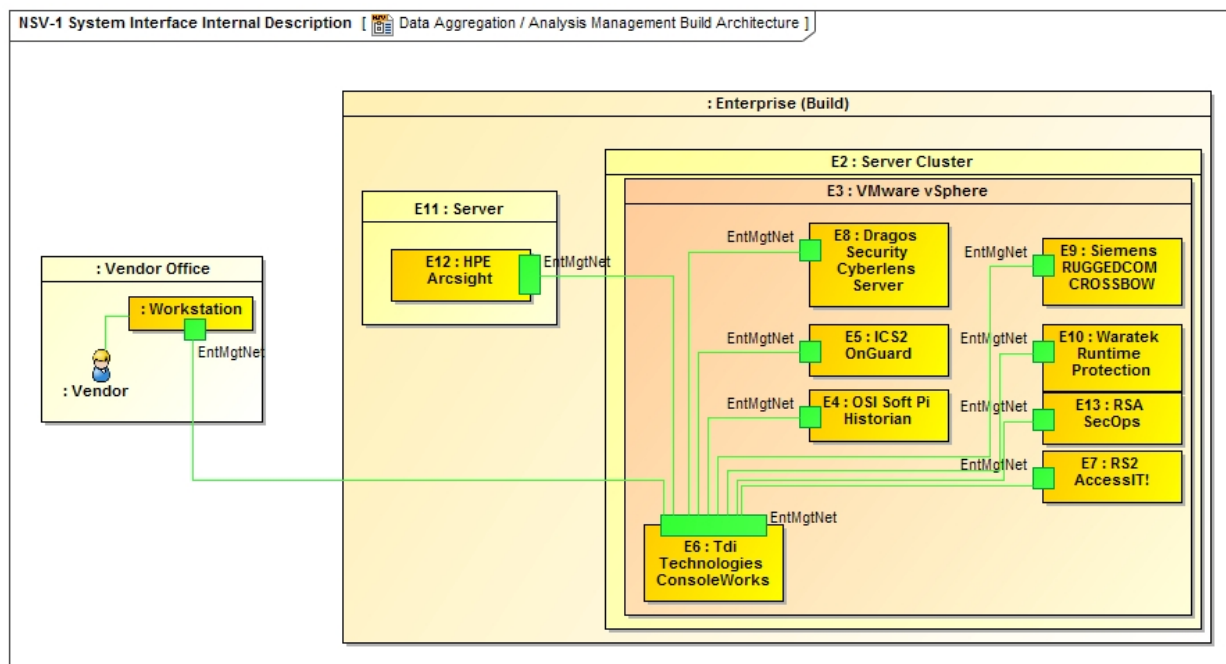 NSV-1 System Interface Internal Description [ Data Aggregation / Analysis Management Build Architecture ]
: Enterprise (Build)
E2 : Server Cluster
E3 : VMware vSphere
E11 : Server
E12 : HPE
Arcsight
EntMgtNet
: Vendor Office
: Workstation
EntMgtNet
: Vendor
EntMgtNet
E8 : Dragos
Security
Cyberlens
Server
EntMgNet
E9 : Siemens
RUGGEDCOM
CROSSBOW
EntMgtNet
E5 : ICS2
OnGuard
EntMgtNet
E10 : Waratek
Runtime
Protection
EntMgtNet
E4 : OSI Soft Pi
Historian
EntMgtNet
E13 : RSA
SecOps
EntMgtNet
E7 : RS2
AccessIT!
EntMgtNet
E6 : Tdi
Technologies
ConsoleWorks